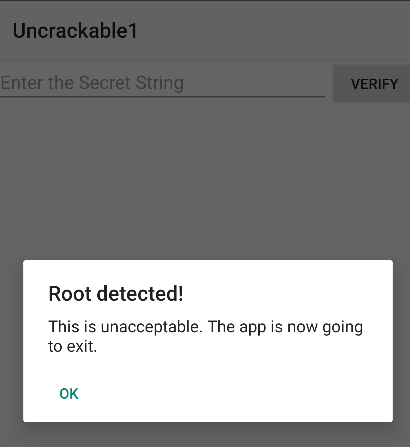 Uncrackable1
Enter the Secret String
VERIFY
Root detected!
This is unacceptable. The app is now going
to exit.
OK